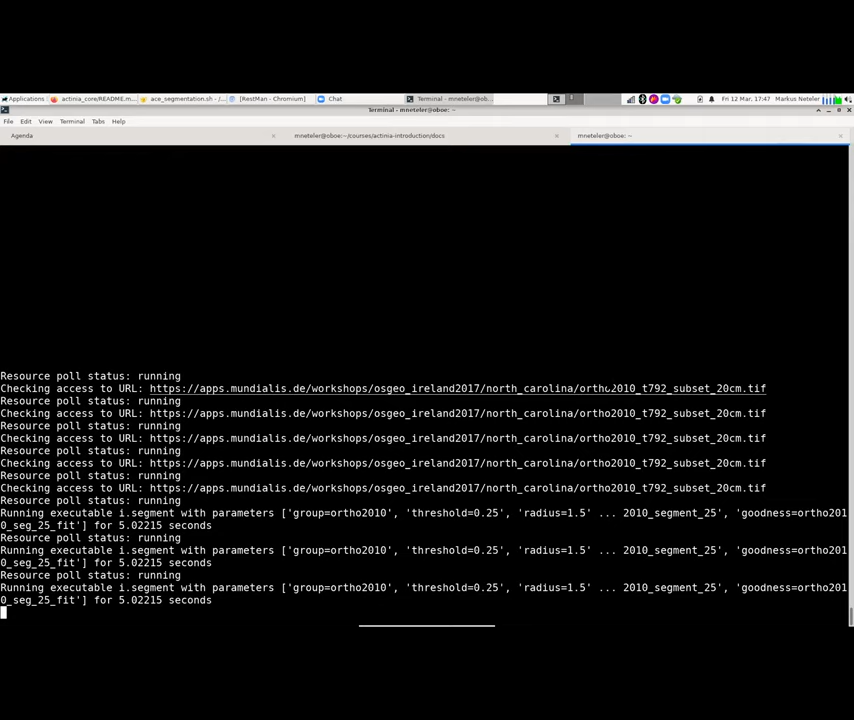 Applications
actinia_core/README.m...
ace_segmentation.sh - /...
[RestMan - Chromium]
Chat
Terminal - mneteler@ob...
Fri 12 Mar, 17:47
Markus Neteler
Terminal - mneteler@oboe: ~
File Edit View Terminal Tabs Help
Agenda
mneteler@oboe:~/courses/actinia-introduction/docs
mneteler@oboe: ~
Resource poll status: running
Checking access to URL: https://apps.mundialis.de/workshops/osgeo_ireland2017/north_carolina/ortho2010_t792_subset_20cm.tif
Resource poll status: running
Checking access to URL: https://apps.mundialis.de/workshops/osgeo_ireland2017/north_carolina/ortho2010_t792_subset_20cm.tif
Resource poll status: running
Checking access to URL: https://apps.mundialis.de/workshops/osgeo_ireland2017/north_carolina/ortho2010_t792_subset_20cm.tif
Resource poll status: running
Checking access to URL: https://apps.mundialis.de/workshops/osgeo_ireland2017/north_carolina/ortho2010_t792_subset_20cm.tif
Resource poll status: running
Checking access to URL: https://apps.mundialis.de/workshops/osgeo_ireland2017/north_carolina/ortho2010_t792_subset_20cm.tif
Resource poll status: running
Running executable i.segment with parameters ['group=ortho2010', 'threshold=0.25', 'radius=1.5' ... 2010_segment_25', 'goodness=ortho201
0_seg_25_fit'] for 5.02215 seconds
Resource poll status: running
Running executable i.segment with parameters ['group=ortho2010', 'threshold=0.25', 'radius=1.5' ... 2010_segment_25', 'goodness=ortho201
0_seg_25_fit'] for 5.02215 seconds
Resource poll status: running
Running executable i.segment with parameters ['group=ortho2010', 'threshold=0.25', 'radius=1.5' ... 2010_segment_25', 'goodness=ortho201
0_seg_25_fit'] for 5.02215 seconds